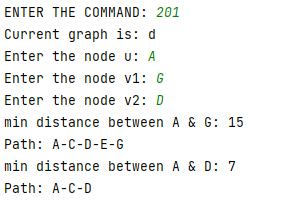 ENTER THE COMMAND: 201
Current graph is: d
Enter the node u: A
Enter the node v1: G
Enter the node v2: D
min distance between A & G: 15
Path: A-C-D-E-G
min distance between A & D: 7
Path: A-C-D